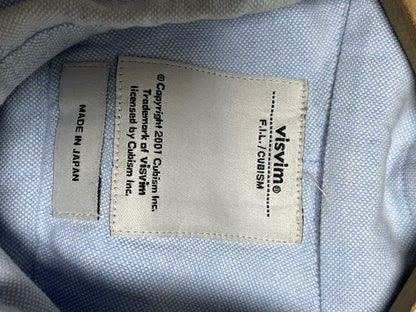 visvim®
F.I.L./CUBISM
© Copyright 2001 Cubism Inc.
Trademark of visvim
licensed by Cubism Inc.
MADE IN JAPAN